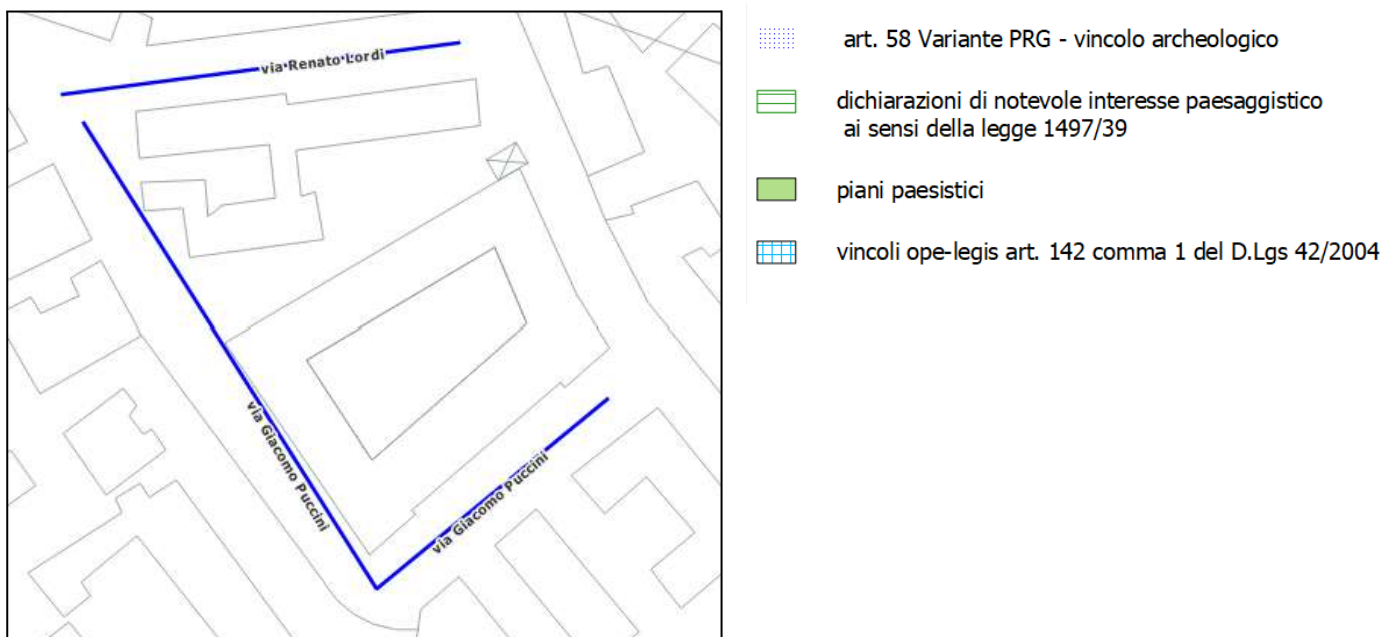 via Renato Lordi
via Giacomo Puccini
via Giacomo Puccini
art. 58 Variante PRG - vincolo archeologico
dichiarazioni di notevole interesse paesaggistico
ai sensi della legge 1497/39
piani paesistici
vincoli ope-legis art. 142 comma 1 del D.Lgs 42/2004